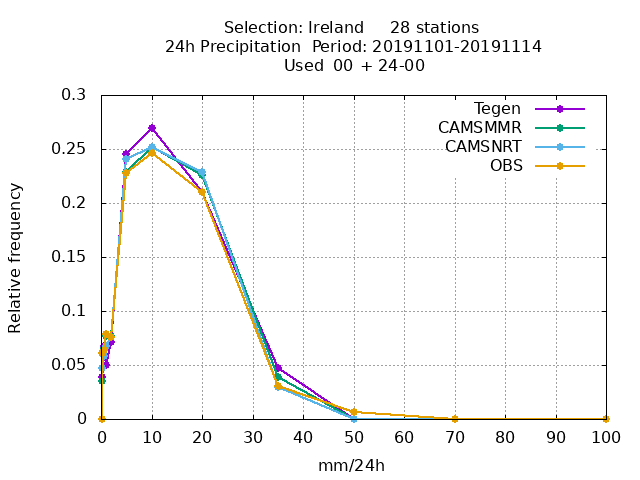 Selection: Ireland 28 stations
24h Precipitation Period: 20191101-20191114
Used 00 + 24-00
Tegen
CAMSMMR
CAMSNRT
OBS
Relative frequency
0.3
0.25
0.2
0.15
0.1
0.05
0
0 10 20 30 40 50 60 70 80 90 100
mm/24h